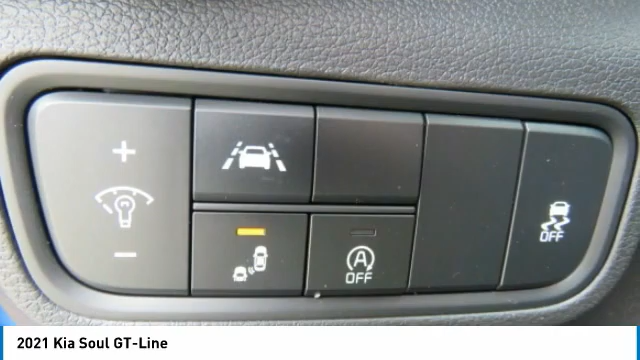 +
-
A
OFF
OFF
2021 Kia Soul GT-Line